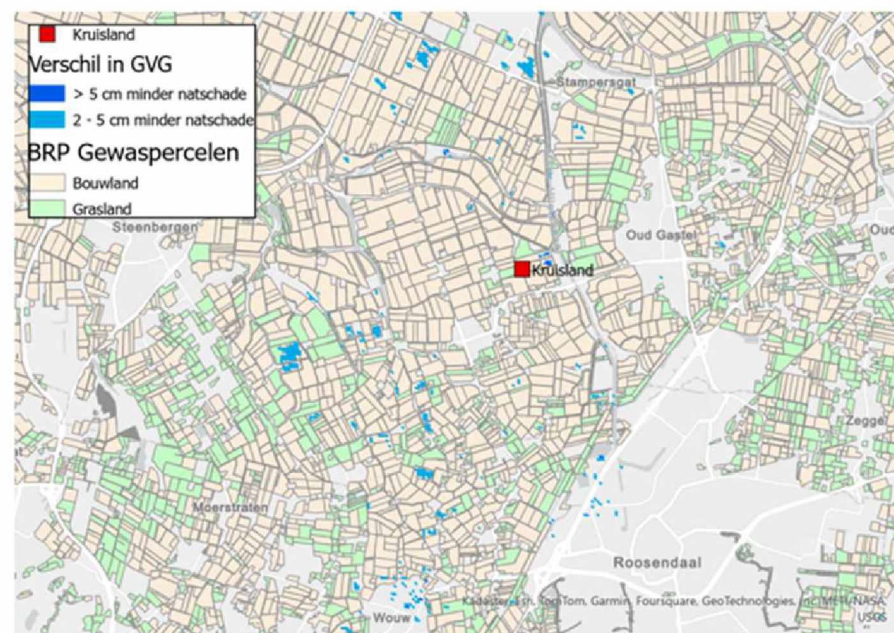 Kruisland
Verschil in GVG
> 5 cm minder natschade
2 - 5 cm minder natschade
BRP Gewaspercelen
Bouwland
Grasland
Stampersgat
Steenbergen
Oud Gastel
Oud
Kruisland
Zegge
Moerstraten
Roosendaal
Wouw
Kadaster, Esri, TomTom, Garmin, Foursquare, GeoTechnologies, Inc, METI/NASA,
USGS